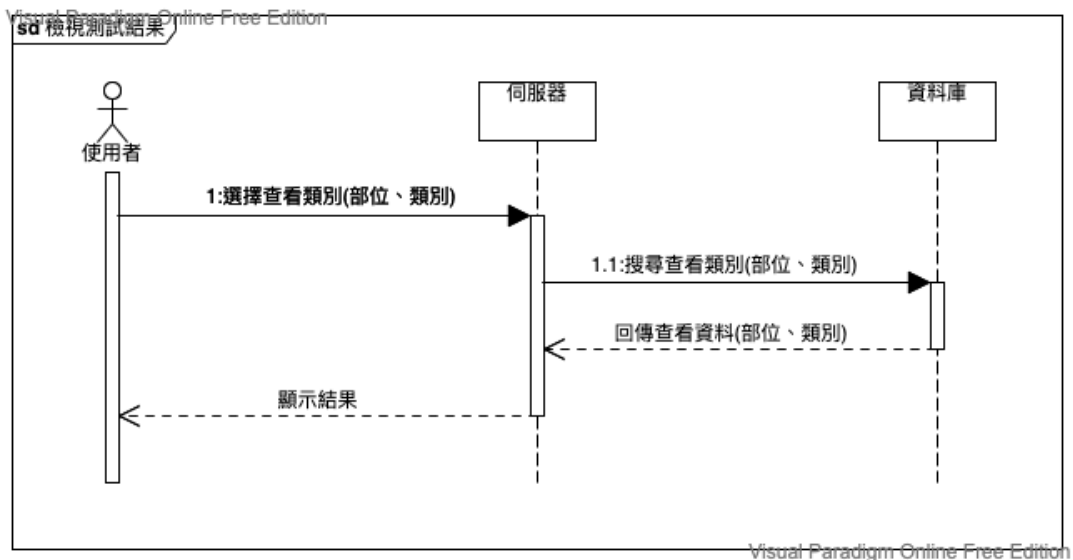 Visual Paradigm Online Free Edition
sd 檢視測試結果
伺服器
資料庫
使用者
1:選擇查看類別(部位、類別)
1.1:搜尋查看類別(部位、類別)
回傳查看資料(部位、類別)
顯示結果
Visual Paradigm Online Free Edition